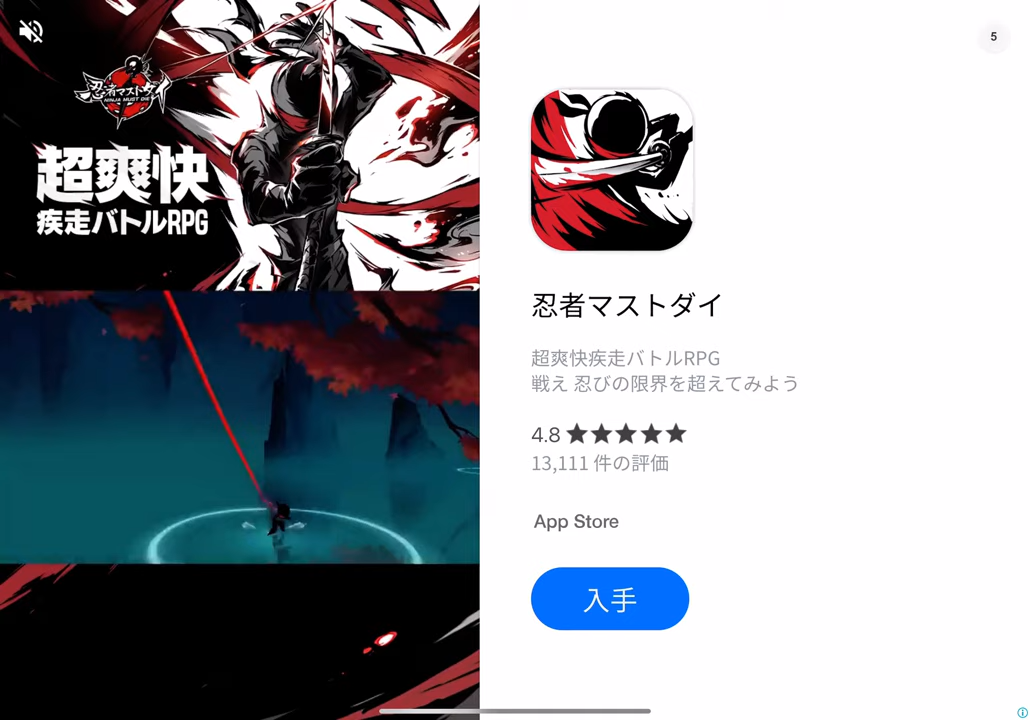 忍者マストダイ
NINJA MUST DIE
超爽快
疾走バトルRPG
5
忍者マストダイ
超爽快疾走バトルRPG
戦え 忍びの限界を超えてみよう
4.8 ★★★★★
13,111 件の評価
App Store
入手